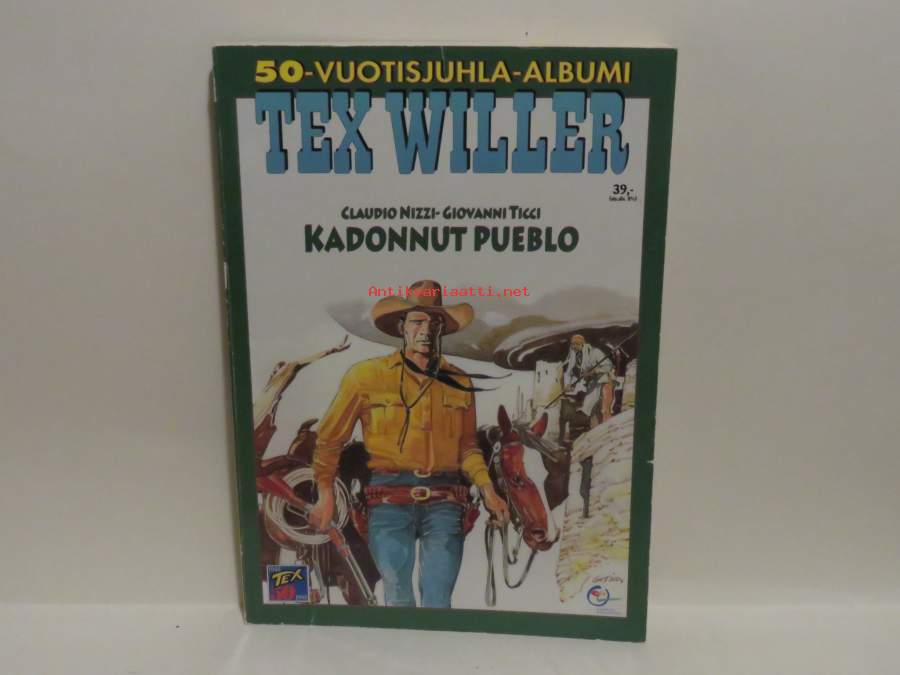 50-VUOTISJUHLA-ALBUMI
TEX WILLER
39,-
CLAUDIO NIZZI-GIOVANNI TICCI
KADONNUT PUEBLO
Antikvariaatti.net
TEX